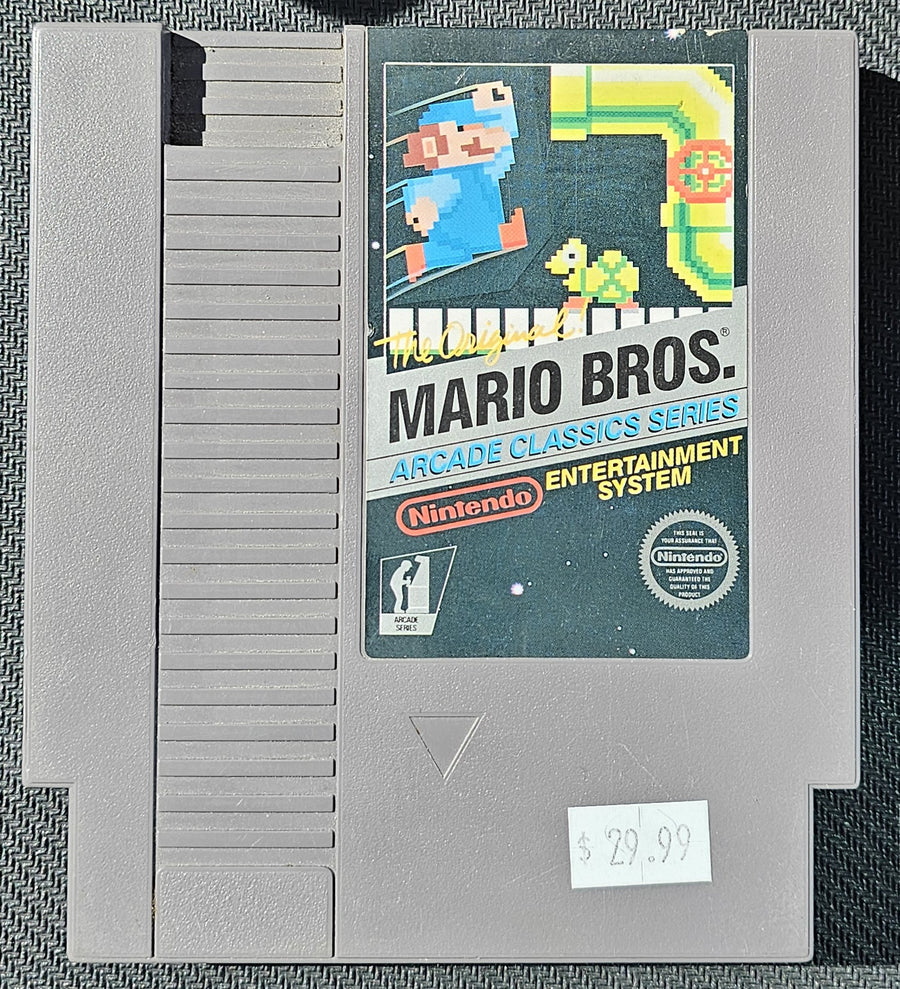 The Original!
MARIO BROS.®
ARCADE CLASSICS SERIES
Nintendo®
ENTERTAINMENT
SYSTEM
THIS SEAL IS
YOUR ASSURANCE THAT
Nintendo
HAS APPROVED AND
GUARANTEED THE
QUALITY OF THIS
PRODUCT
ARCADE
SERIES
$ 29.99